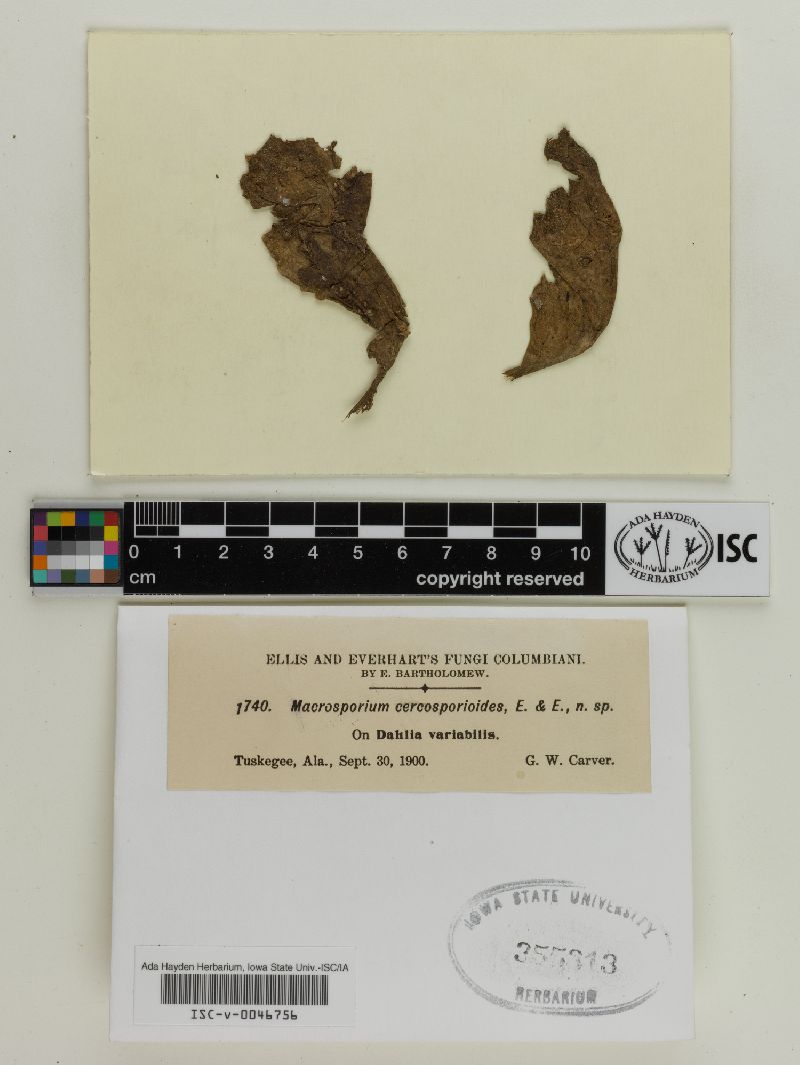 0 1 2 3 4 5 6 7 8 9 10
cm
copyright reserved
ADA HAYDEN
HERBARIUM
ISC
ELLIS AND EVERHART'S FUNGI COLUMBIANI.
BY E. BARTHOLOMEW.
1740. Macrosporium cercosporioides, E. & E., n. sp.
On Dahlia variabilis.
Tuskegee, Ala., Sept. 30, 1900. G. W. Carver.
IOWA STATE UNIVERSITY
HERBARIUM
Ada Hayden Herbarium, Iowa State Univ.-ISC/IA
ISC-v-0046756